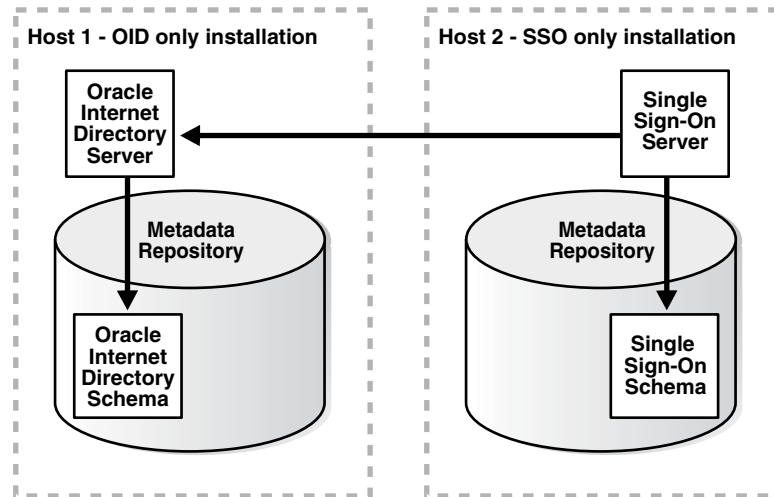 Host 1 - OID only installation
Oracle
Internet
Directory
Server
Metadata
Repository
Oracle
Internet
Directory
Schema
Host 2 - SSO only installation
Single
Sign-On
Server
Metadata
Repository
Single
Sign-On
Schema